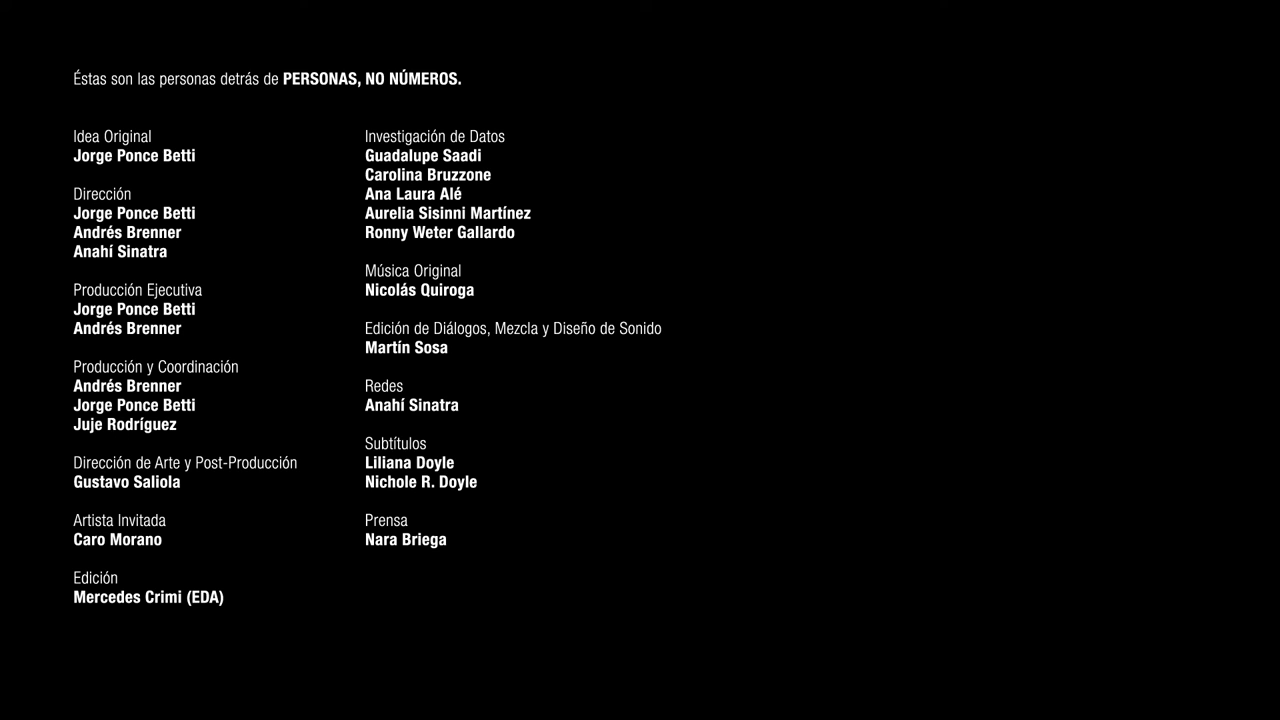 Éstas son las personas detrás de PERSONAS, NO NÚMEROS.
Idea Original
Jorge Ponce Betti
Dirección
Jorge Ponce Betti
Andrés Brenner
Anahí Sinatra
Producción Ejecutiva
Jorge Ponce Betti
Andrés Brenner
Producción y Coordinación
Andrés Brenner
Jorge Ponce Betti
Juje Rodríguez
Dirección de Arte y Post-Producción
Gustavo Saliola
Artista Invitada
Caro Morano
Edición
Mercedes Crimi (EDA)
Investigación de Datos
Guadalupe Saadi
Carolina Bruzzone
Ana Laura Alé
Aurelia Sisinni Martínez
Ronny Weter Gallardo
Música Original
Nicolás Quiroga
Edición de Diálogos, Mezcla y Diseño de Sonido
Martín Sosa
Redes
Anahí Sinatra
Subtítulos
Liliana Doyle
Nichole R. Doyle
Prensa
Nara Briega